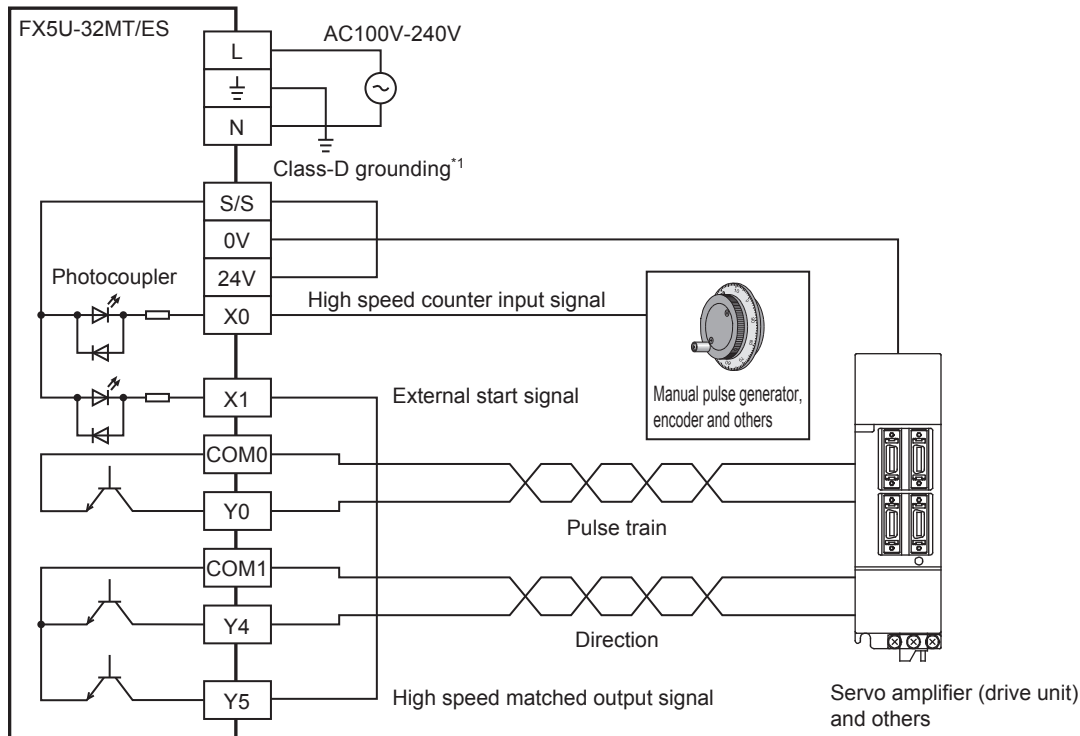 FX5U-32MT/ES
L
AC100V-240V
N
Class-D grounding*1
S/S
0V
24V
Photocoupler
High speed counter input signal
X0
X1
External start signal
Manual pulse generator,
encoder and others
COM0
Y0
Pulse train
COM1
Y4
Direction
Y5
High speed matched output signal
Servo amplifier (drive unit)
and others